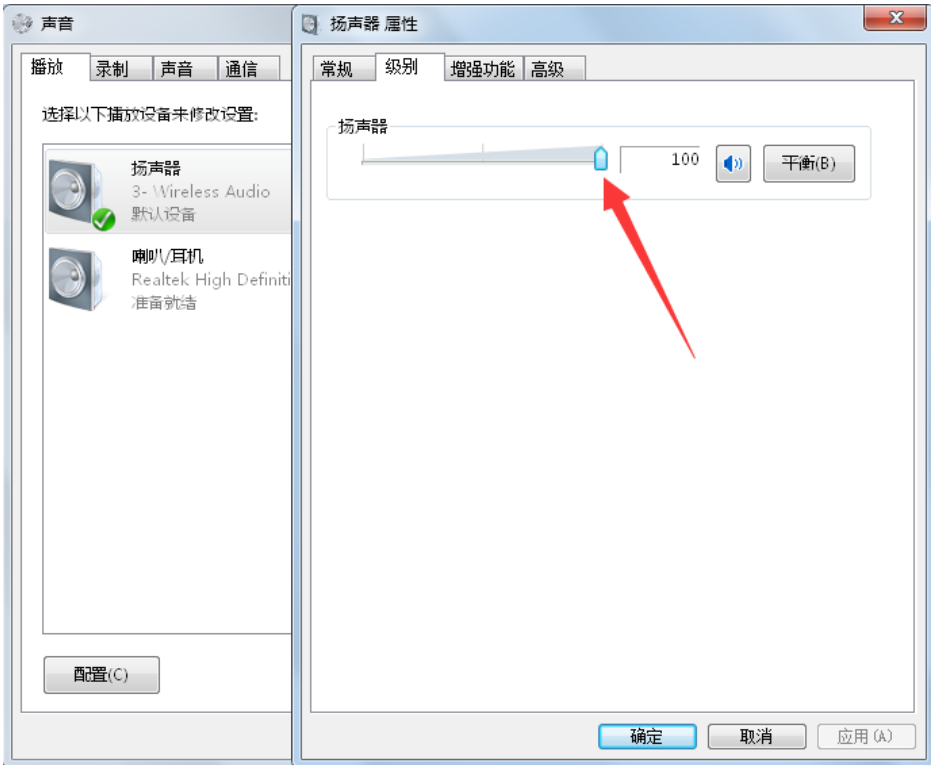 声音
播放 录制 声音 通信
选择以下播放设备来修改设置:
扬声器
3- Wireless Audio
默认设备
喇叭/耳机
Realtek High Definiti
准备就绪
配置(C)
扬声器 属性
常规 级别 增强功能 高级
扬声器
100 平衡(B)
确定 取消 应用(A)